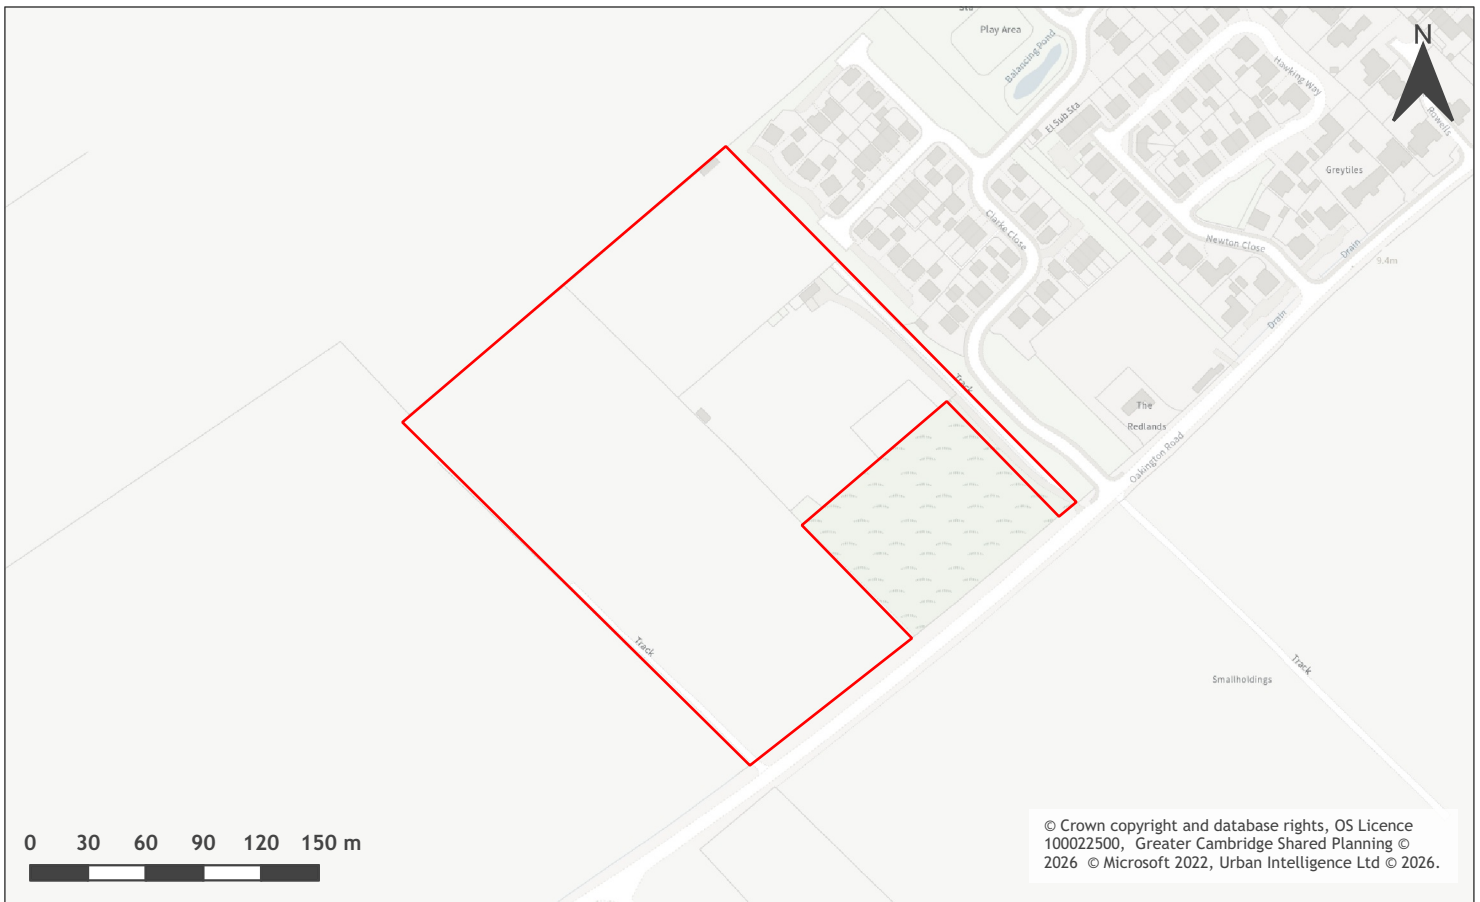 Play Area
Balancing Pond
N
El Sub Sta
Hawking Way
Rowells
Greytiles
Clarke Close
Newton Close
Drain
9.4m
Drain
Track
The
Redlands
Oakington Road
Track
Track
Smallholdings
0 30 60 90 120 150 m
© Crown copyright and database rights, OS Licence
100022500, Greater Cambridge Shared Planning ©
2026 © Microsoft 2022, Urban Intelligence Ltd © 2026.